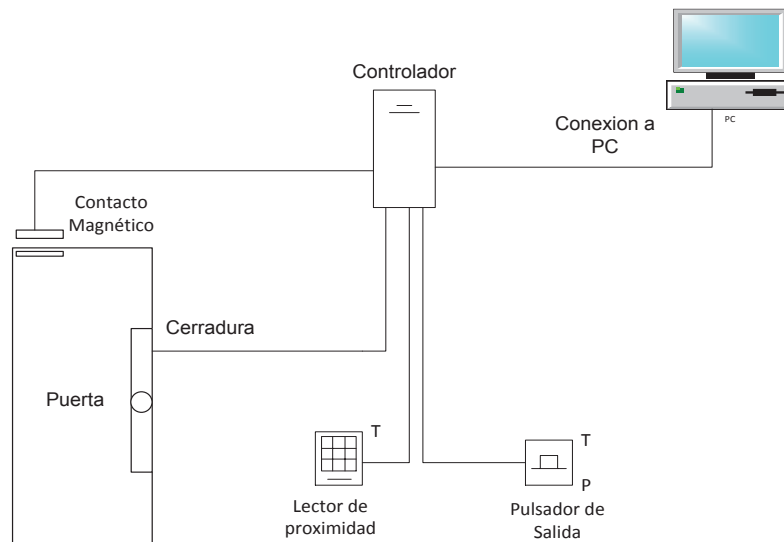 Controlador
Conexion a
PC
PC
Contacto
Magnético
Cerradura
Puerta
T
Lector de
proximidad
T
P
Pulsador de
Salida